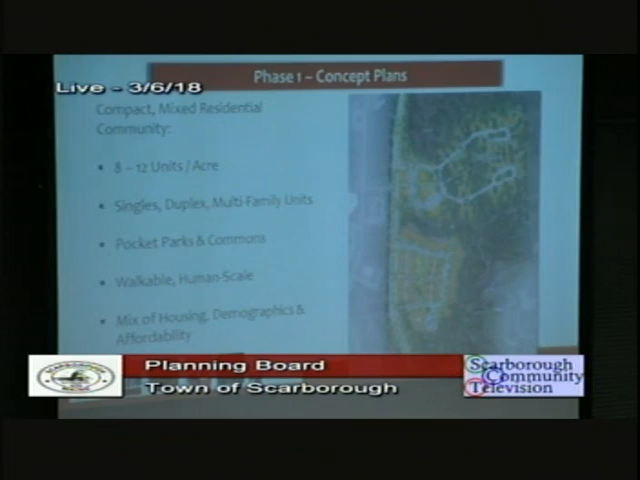 Phase 1 – Concept Plans
Live - 3/6/18
Compact, Mixed Residential
Community:
• 8 – 12 Units / Acre
• Singles, Duplex, Multi-Family Units
• Pocket Parks & Commons
• Walkable, Human-Scale
• Mix of Housing, Demographics &
Affordability
Planning Board
Town of Scarborough
Scarborough
Community
Television